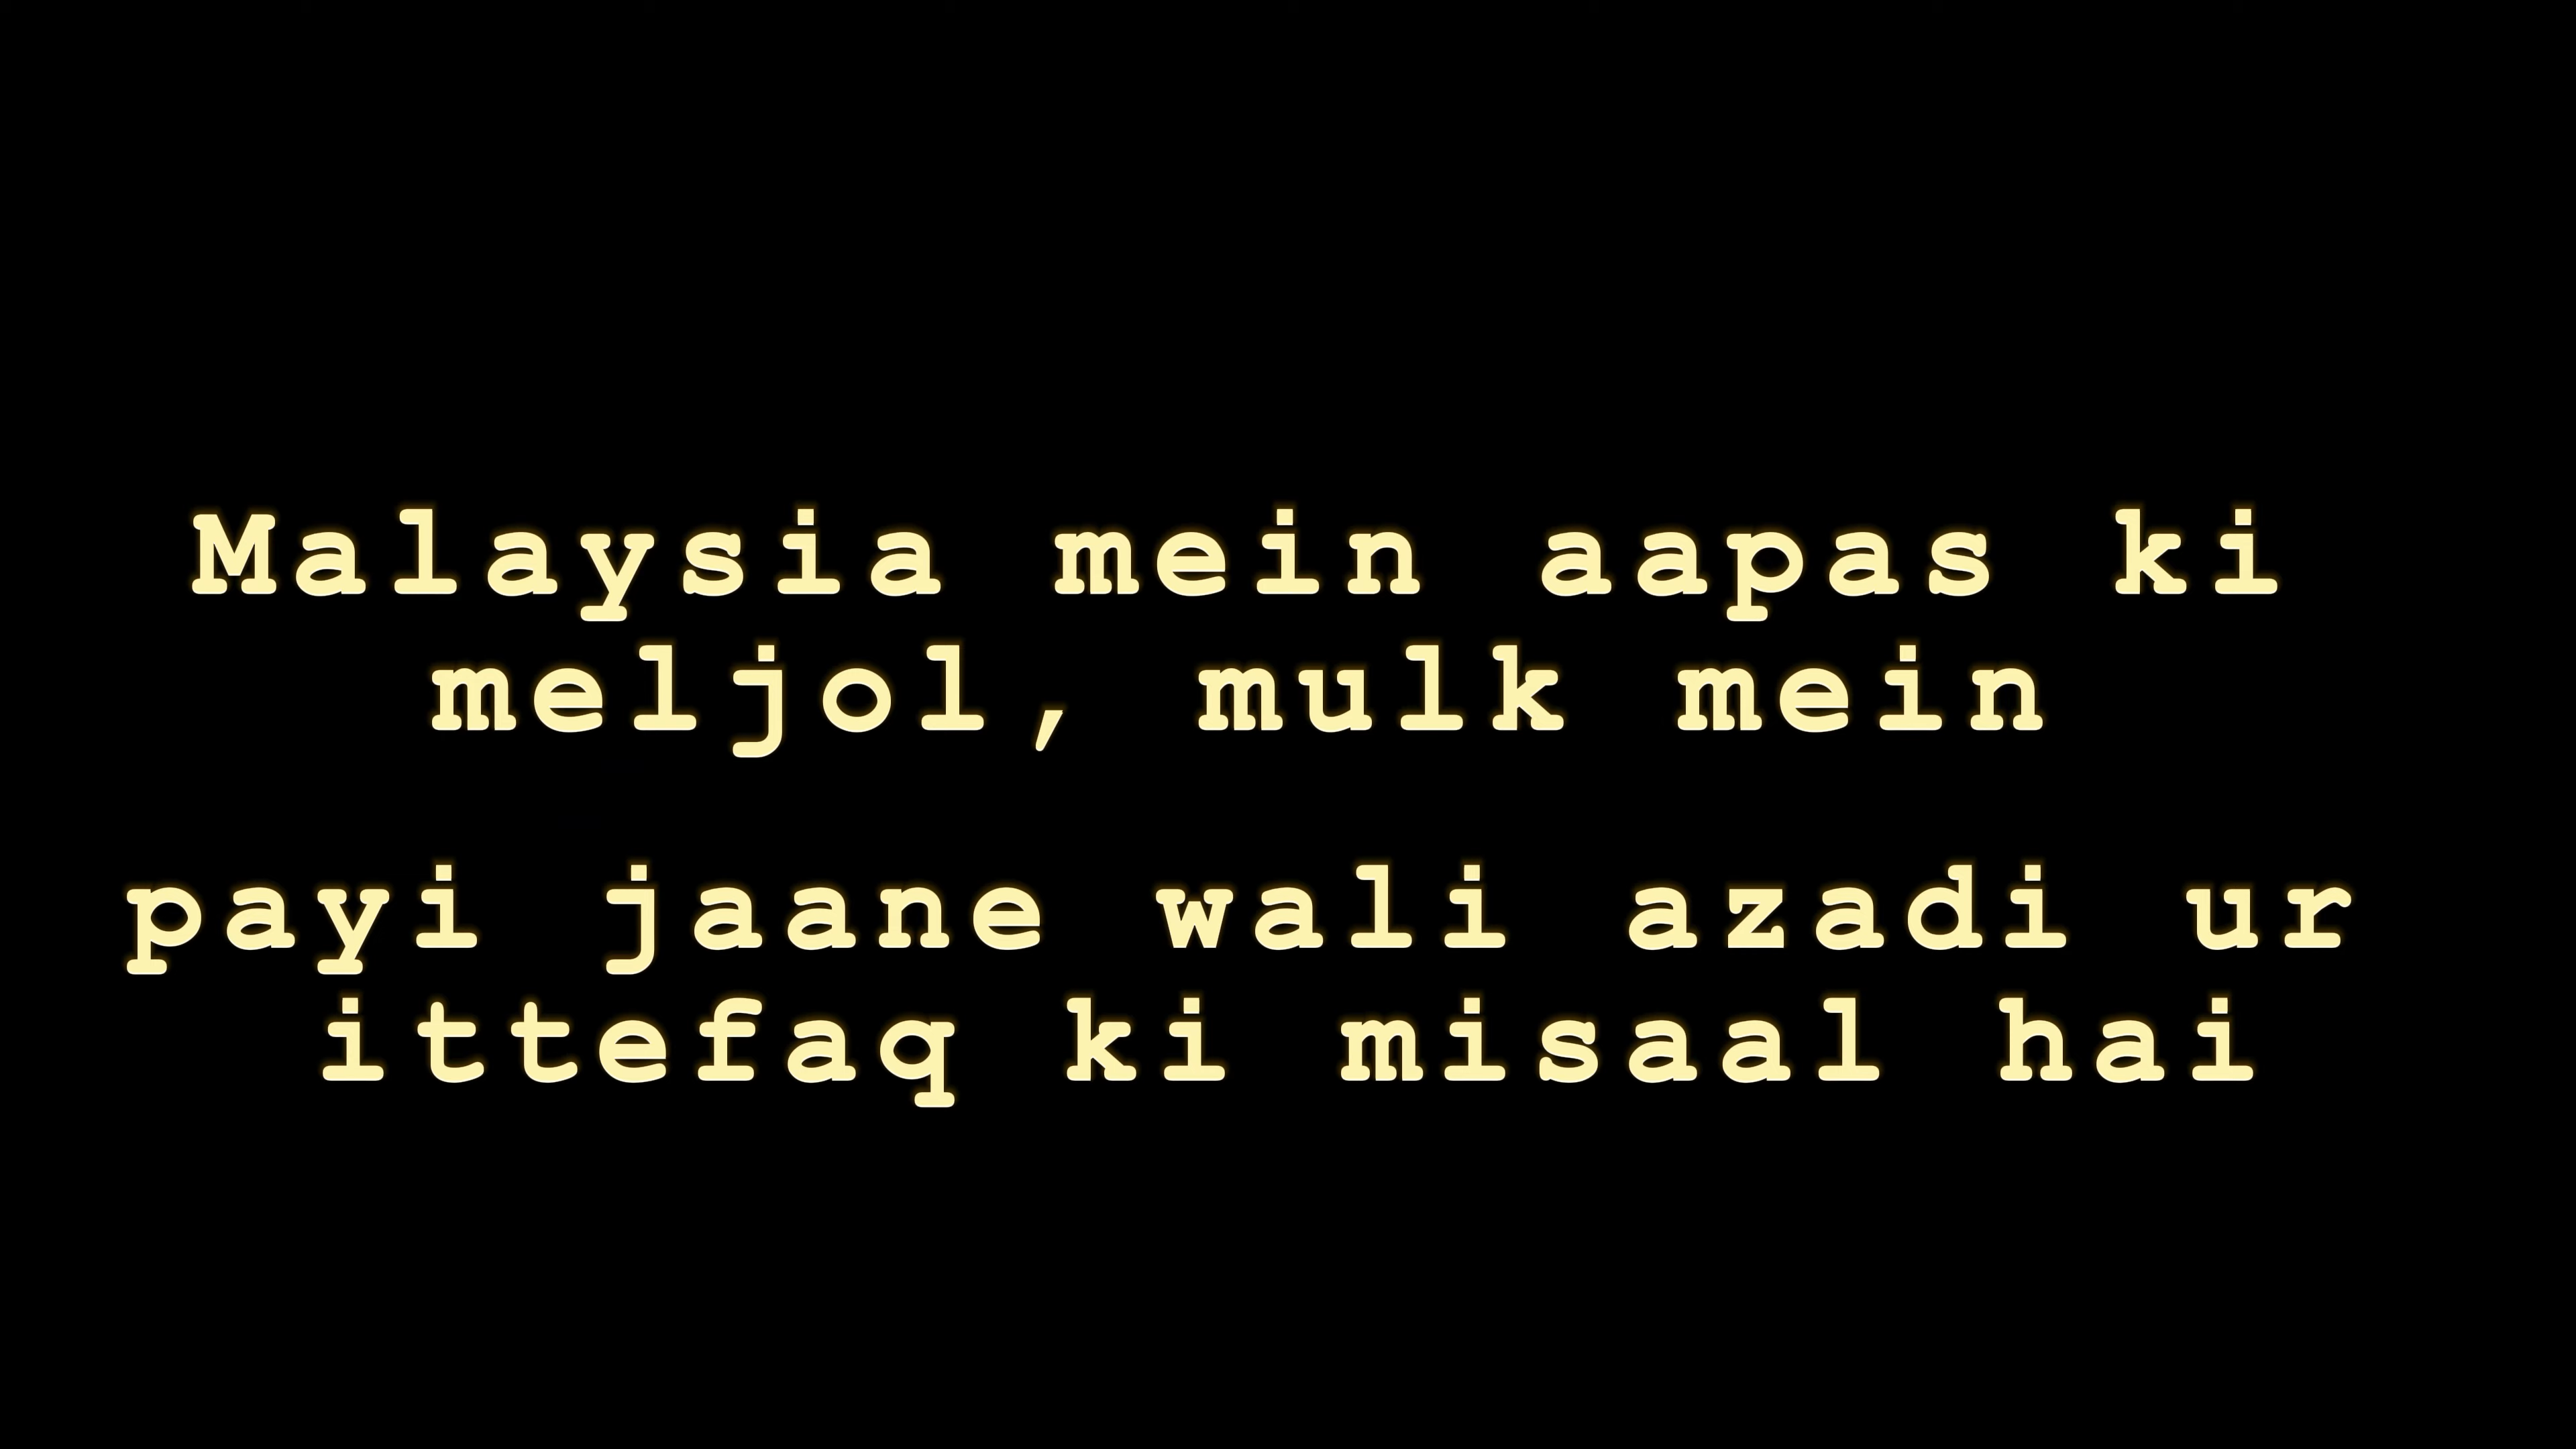 Malaysia mein aapas ki
meljol, mulk mein
payi jaane wali azadi ur
ittefaq ki misaal hai